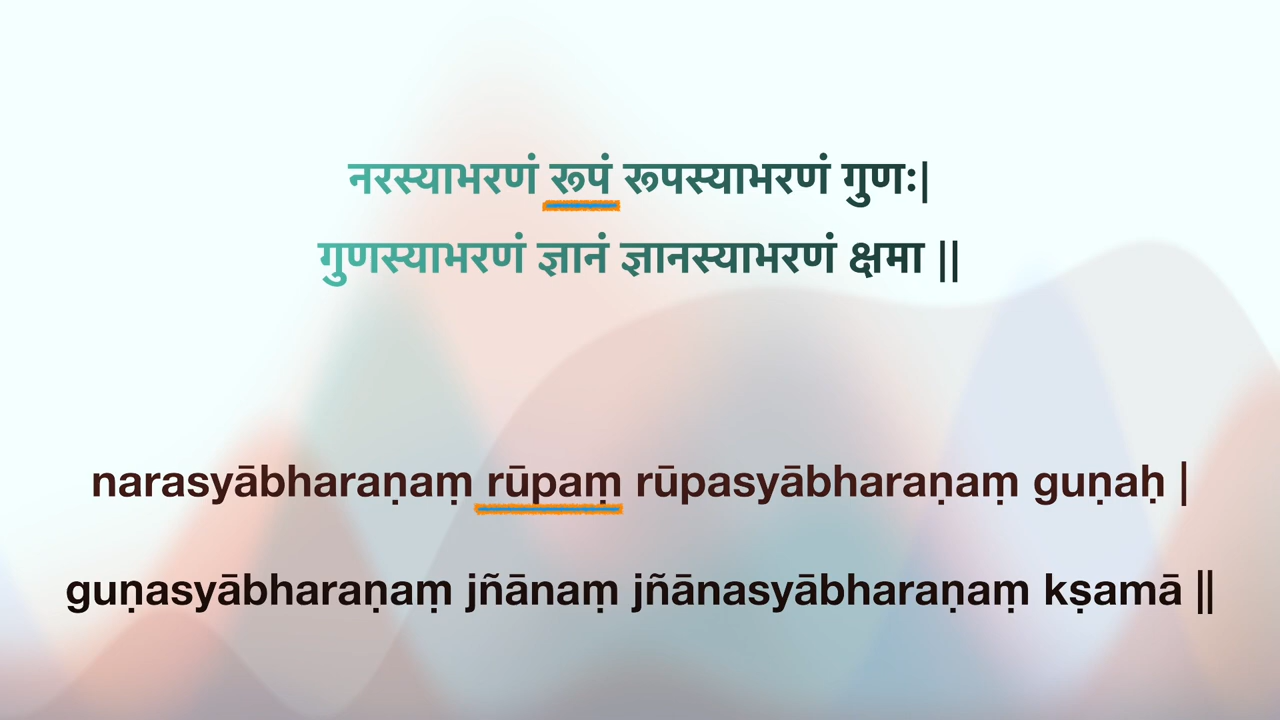 नरस्याभरणं रूपं रूपस्याभरणं गुणः|
गुणस्याभरणं ज्ञानं ज्ञानस्याभरणं क्षमा ||
narasyābharaṇaṃ rūpaṃ rūpasyābharaṇaṃ guṇaḥ |
guṇasyābharaṇaṃ jñānaṃ jñānasyābharaṇaṃ kṣamā ||